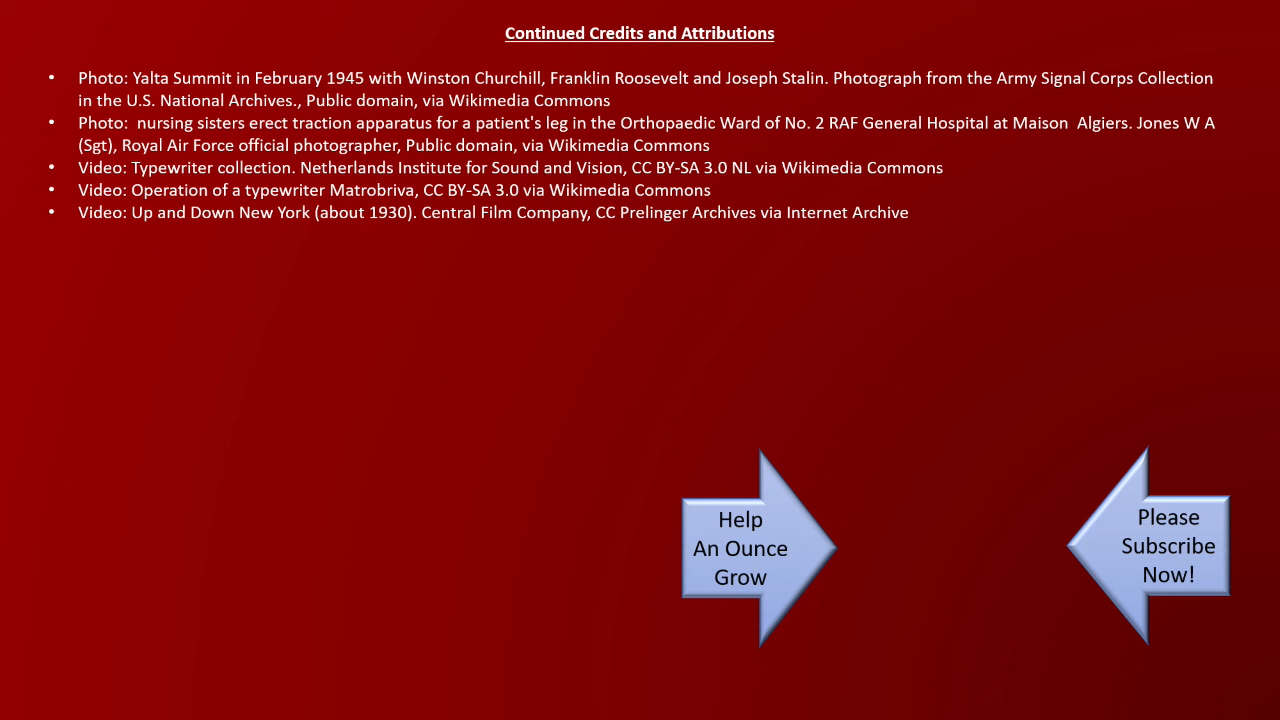 Continued Credits and Attributions
• Photo: Yalta Summit in February 1945 with Winston Churchill, Franklin Roosevelt and Joseph Stalin. Photograph from the Army Signal Corps Collection
in the U.S. National Archives., Public domain, via Wikimedia Commons
• Photo:  nursing sisters erect traction apparatus for a patient's leg in the Orthopaedic Ward of No. 2 RAF General Hospital at Maison  Algiers. Jones W A
(Sgt), Royal Air Force official photographer, Public domain, via Wikimedia Commons
• Video: Typewriter collection. Netherlands Institute for Sound and Vision, CC BY-SA 3.0 NL via Wikimedia Commons
• Video: Operation of a typewriter Matrobriva, CC BY-SA 3.0 via Wikimedia Commons
• Video: Up and Down New York (about 1930). Central Film Company, CC Prelinger Archives via Internet Archive
Help
An Ounce
Grow
Please
Subscribe
Now!